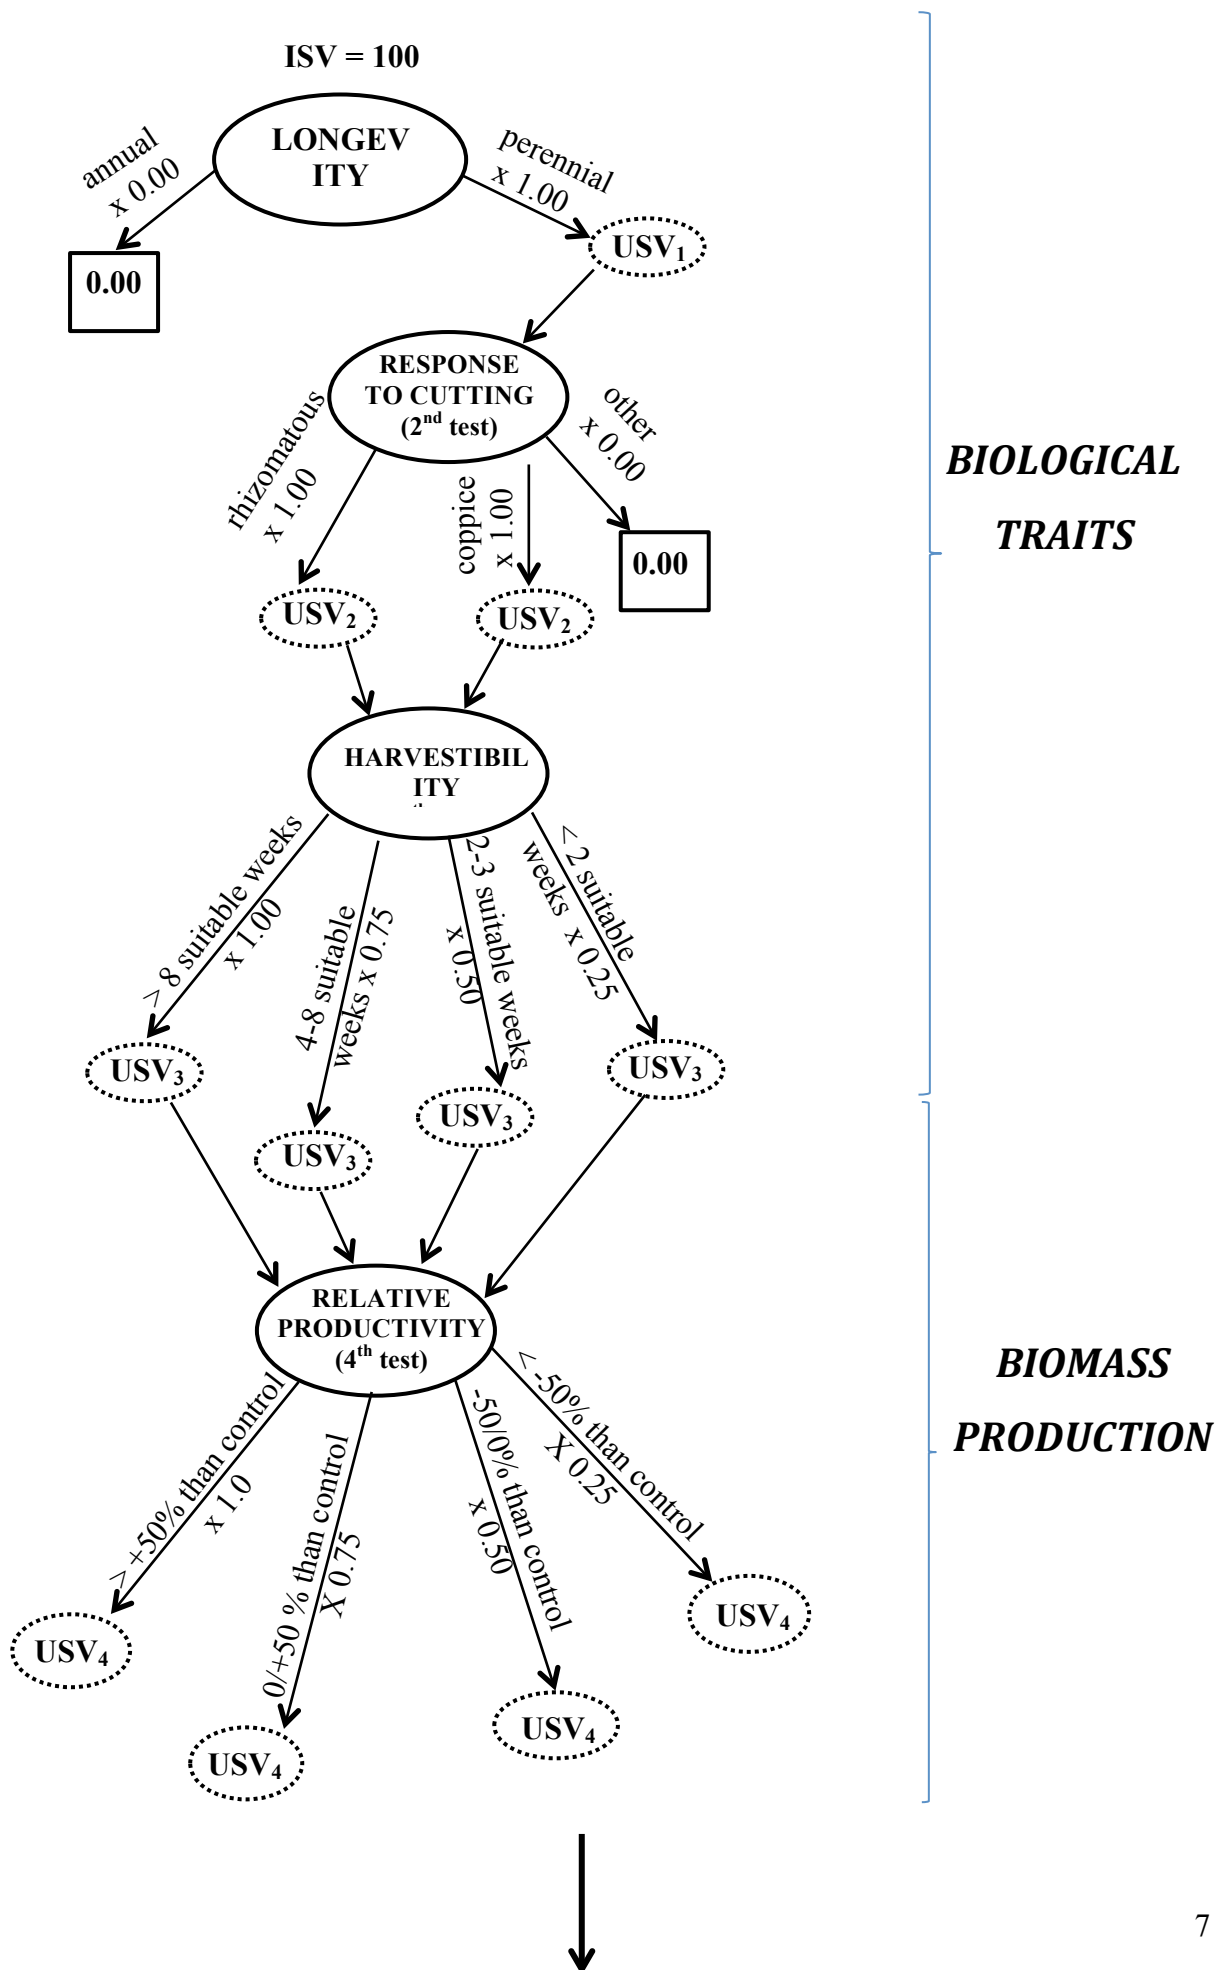 ISV = 100
LONGEV
ITY
annual
x 0.00
perennial
x 1.00
0.00
USV₁
RESPONSE
TO CUTTING
(2ⁿᵈ test)
rhizomatous
x 1.00
coppice
x 1.00
other
x 0.00
0.00
USV₂
USV₂
BIOLOGICAL
TRAITS
HARVESTIBIL
ITY
> 8 suitable weeks
x 1.00
4-8 suitable
weeks x 0.75
2-3 suitable weeks
x 0.50
< 2 suitable
weeks x 0.25
USV₃
USV₃
USV₃
USV₃
RELATIVE
PRODUCTIVITY
(4ᵗʰ test)
> +50% than control
x 1.0
0/+50 % than control
X 0.75
-50/0% than control
x 0.50
< -50% than control
X 0.25
USV₄
USV₄
USV₄
USV₄
BIOMASS
PRODUCTION
7